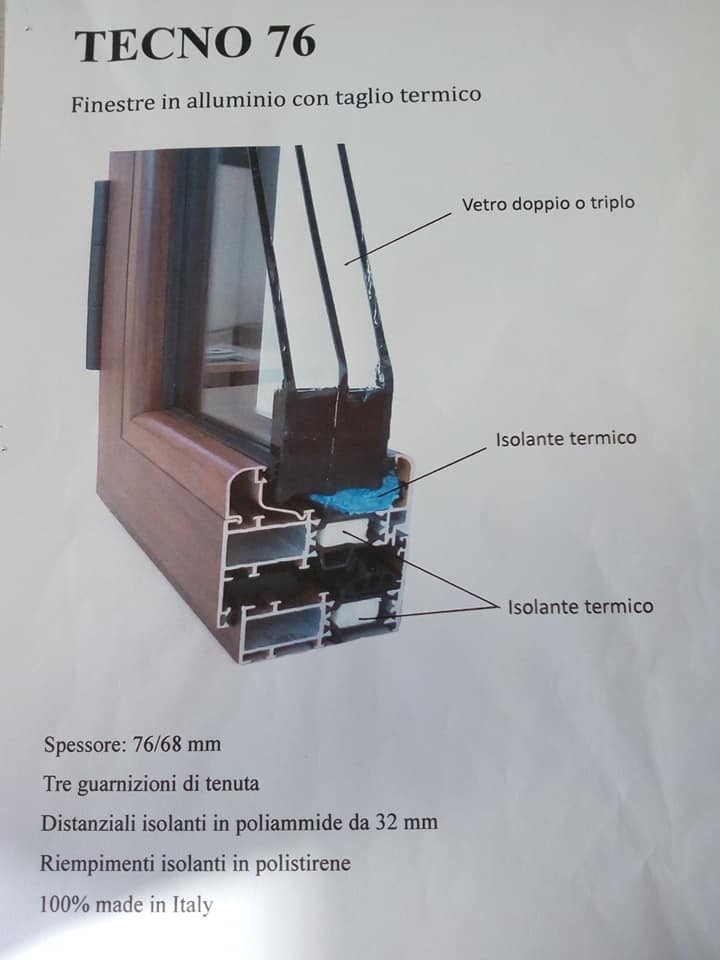 TECNO 76
Finestre in alluminio con taglio termico
Vetro doppio o triplo
Isolante termico
Isolante termico
Spessore: 76/68 mm
Tre guarnizioni di tenuta
Distanziali isolanti in poliammide da 32 mm
Riempimenti isolanti in polistirene
100% made in Italy